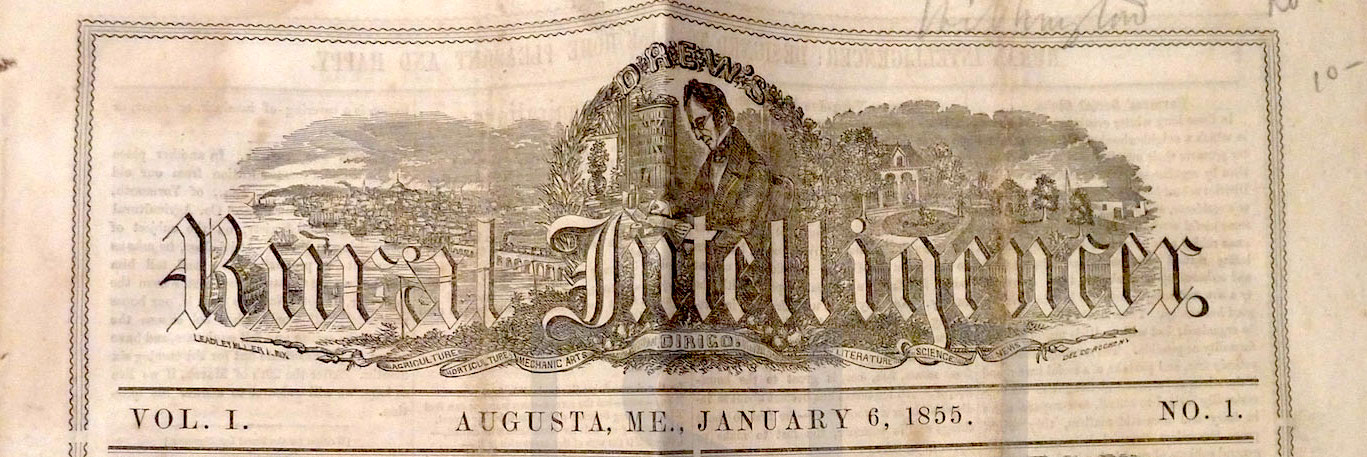 DREW'S
Rural Intelligencer,
DIRIGO.
AGRICULTURE HORTICULTURE MECHANIC ARTS
LITERATURE SCIENCE NEWS
VOL. I.
AUGUSTA, ME., JANUARY 6, 1855.
NO. 1.
10-